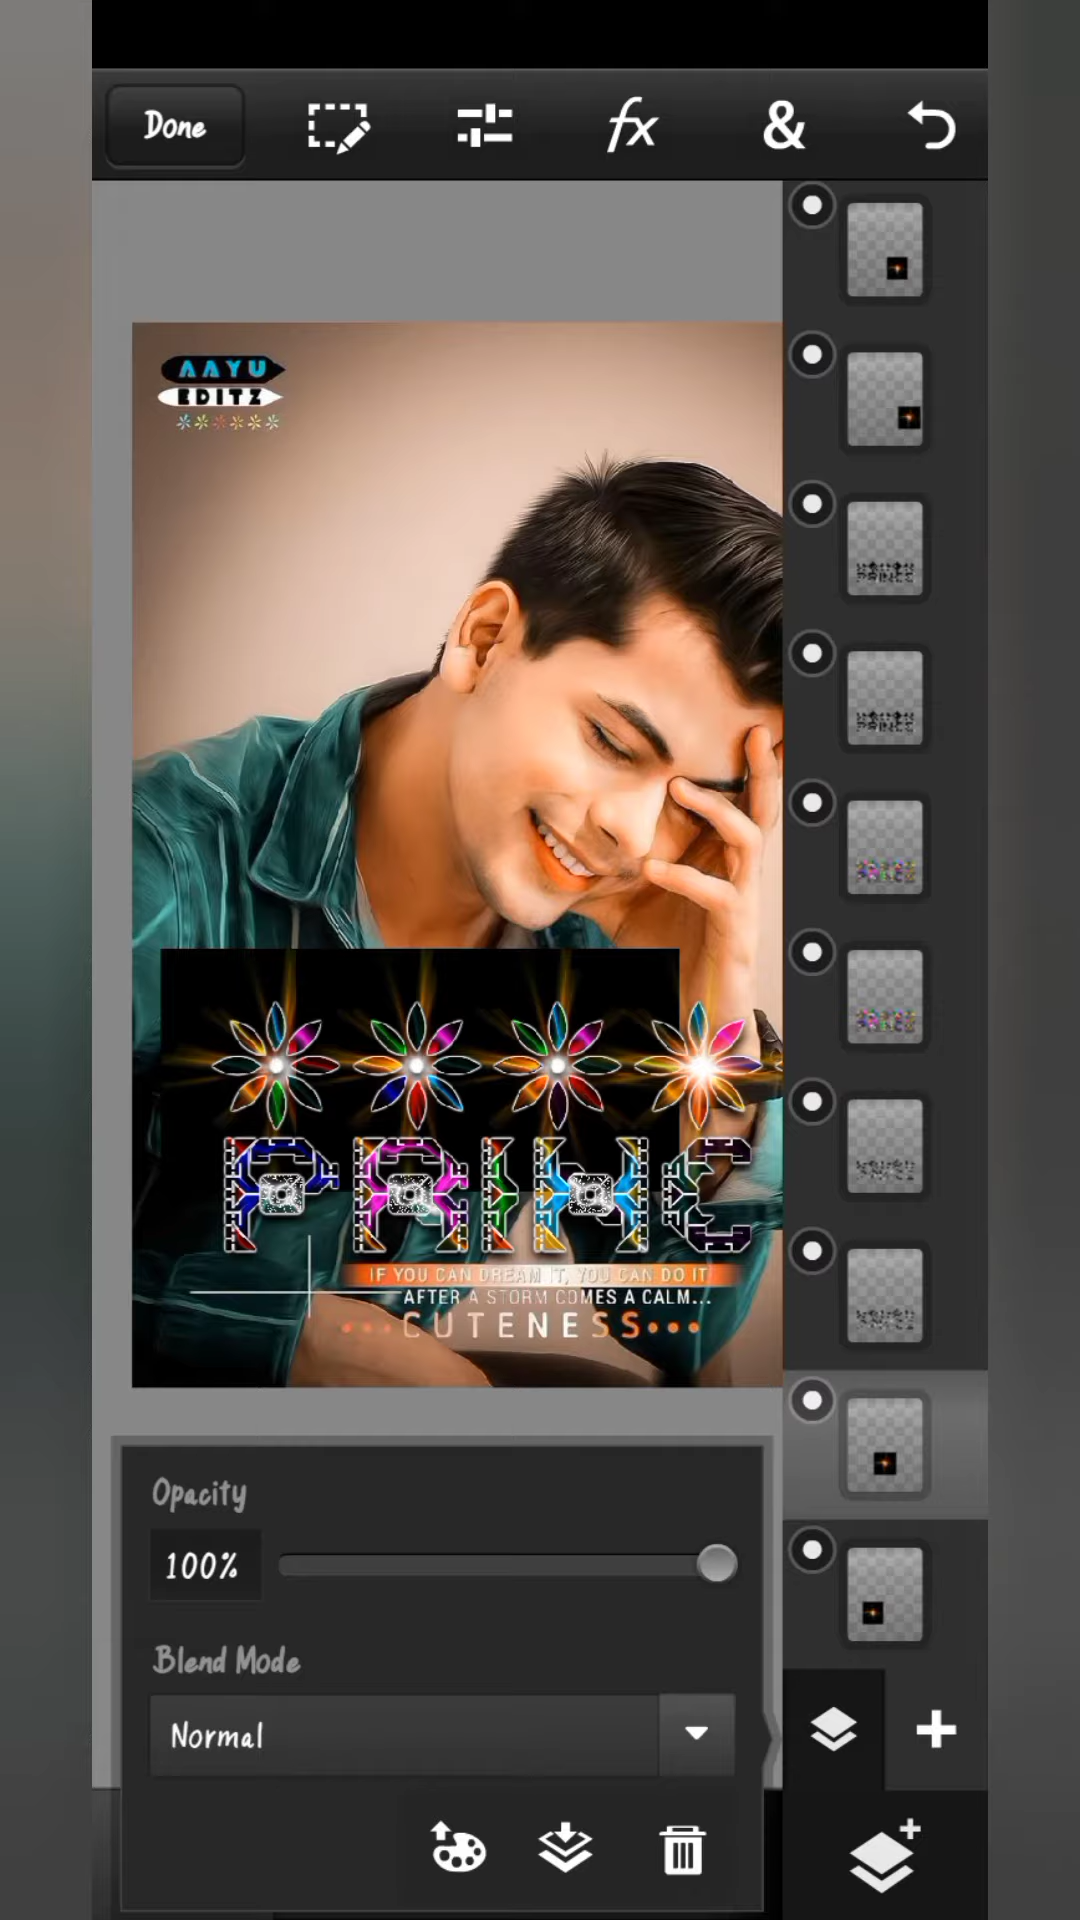 Done
fx
&
AAYU
EDITZ
PRINC
IF YOU CAN DREAM IT, YOU CAN DO IT
AFTER A STORM COMES A CALM...
•••CUTENESS•••
Opacity
100%
Blend Mode
Normal